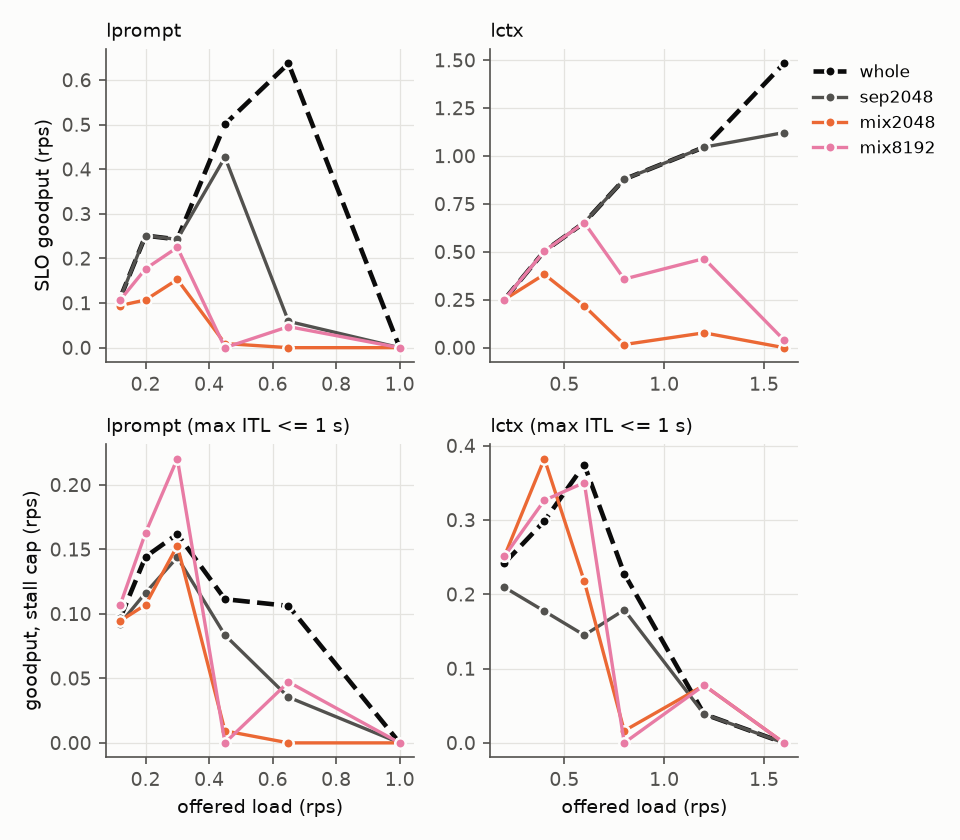 lprompt
lctx
0.6
0.5
0.4
0.3
0.2
0.1
0.0
SLO goodput (rps)
0.2 0.4 0.6 0.8 1.0
1.50
1.25
1.00
0.75
0.50
0.25
0.00
0.5 1.0 1.5
whole
sep2048
mix2048
mix8192
lprompt (max ITL <= 1 s)
lctx (max ITL <= 1 s)
0.20
0.15
0.10
0.05
0.00
goodput, stall cap (rps)
0.2 0.4 0.6 0.8 1.0
offered load (rps)
0.4
0.3
0.2
0.1
0.0
0.5 1.0 1.5
offered load (rps)